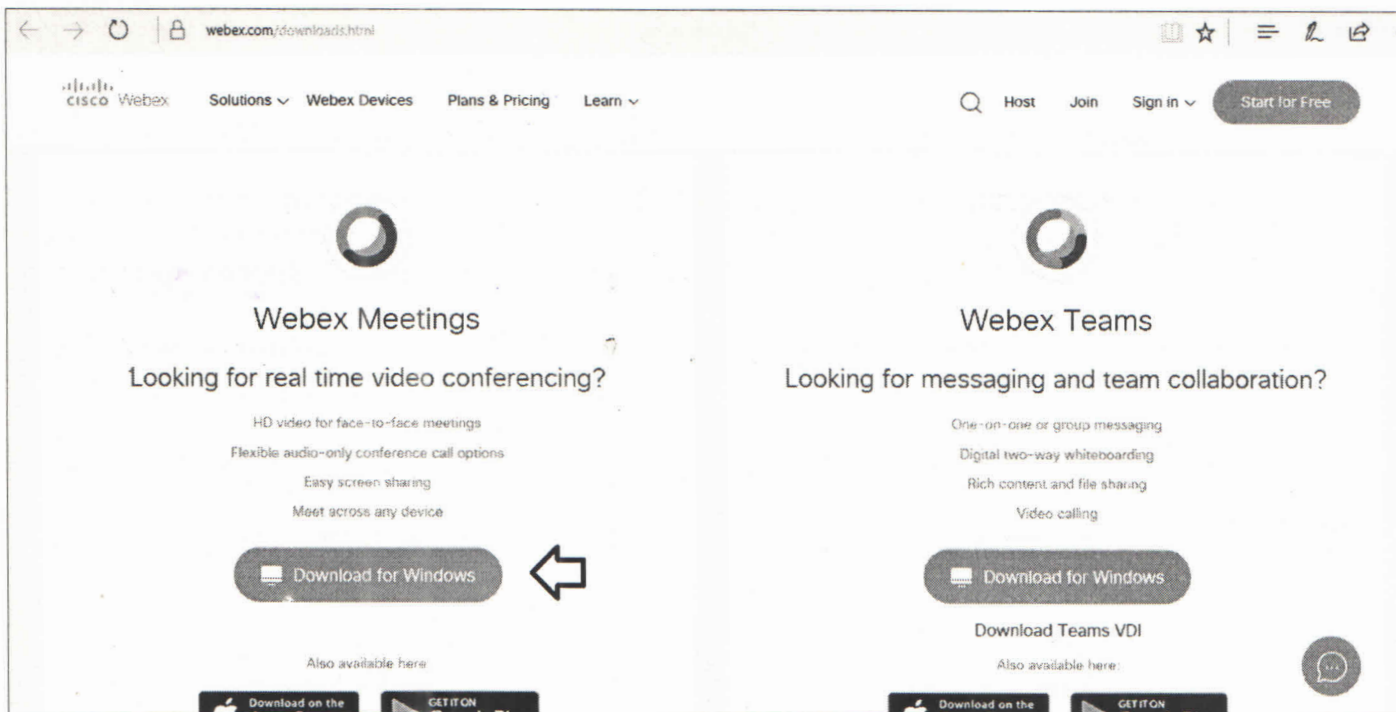 webex.com/downloads.html
CISCO Webex
Solutions
Webex Devices
Plans & Pricing
Learn
Host
Join
Sign in
Start for Free
Webex Meetings
Looking for real time video conferencing?
HD video for face-to-face meetings
Flexible audio-only conference call options
Easy screen sharing
Meet across any device
Download for Windows
Also available here
Download on the
GET IT ON
Webex Teams
Looking for messaging and team collaboration?
One-on-one or group messaging
Digital two-way whiteboarding
Rich content and file sharing
Video calling
Download for Windows
Download Teams VDI
Also available here:
Download on the
GET IT ON